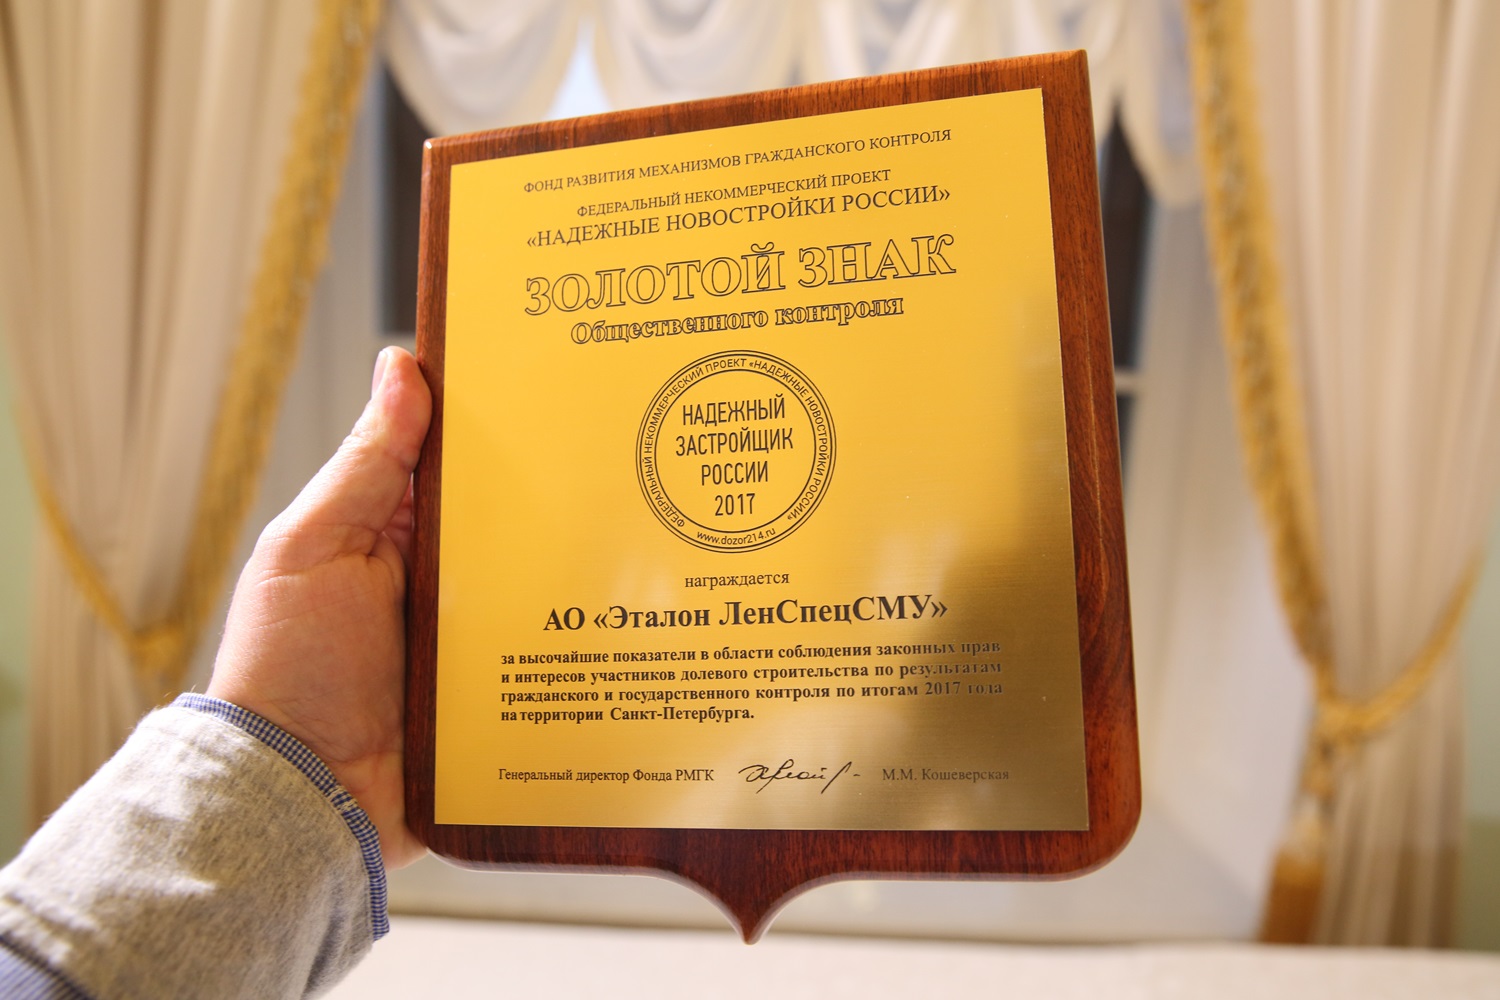 ФОНД РАЗВИТИЯ МЕХАНИЗМОВ ГРАЖДАНСКОГО КОНТРОЛЯ
ФЕДЕРАЛЬНЫЙ НЕКОММЕРЧЕСКИЙ ПРОЕКТ
«НАДЕЖНЫЕ НОВОСТРОЙКИ РОССИИ»
ЗОЛОТОЙ ЗНАК
Общественного контроля
ФЕДЕРАЛЬНЫЙ НЕКОММЕРЧЕСКИЙ ПРОЕКТ «НАДЕЖНЫЕ НОВОСТРОЙКИ РОССИИ»
НАДЕЖНЫЙ
ЗАСТРОЙЩИК
РОССИИ
2017
www.dozor214.ru
награждается
АО «Эталон ЛенСпецСМУ»
за высочайшие показатели в области соблюдения законных прав
и интересов участников долевого строительства по результатам
гражданского и государственного контроля по итогам 2017 года
на территории Санкт-Петербурга.
Генеральный директор Фонда РМГК М.М. Кошеверская